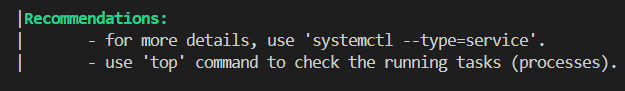 |Recommendations:
|      - for more details, use 'systemctl --type=service'.
|      - use 'top' command to check the running tasks (processes).